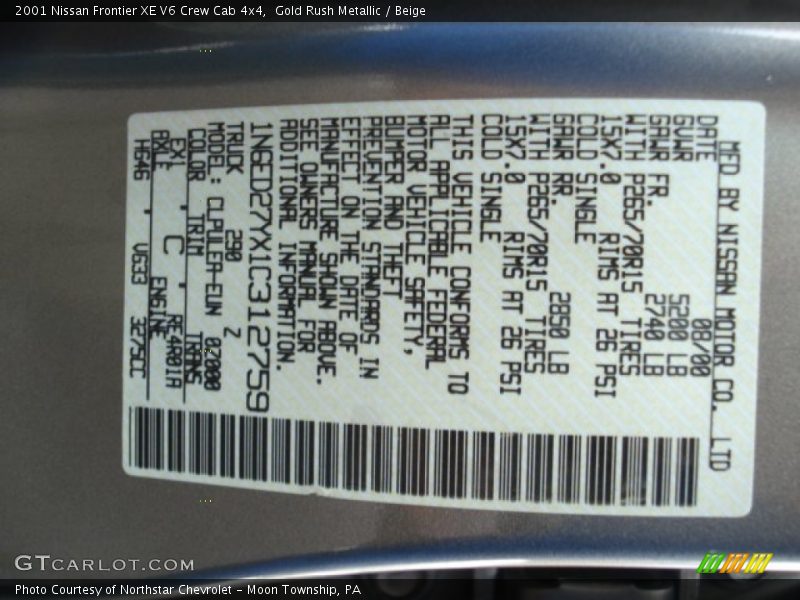 2001 Nissan Frontier XE V6 Crew Cab 4x4,  Gold Rush Metallic / Beige
MFD BY NISSAN MOTOR CO., LTD
DATE 08/00
GVWR 5200 LB
GAWR FR. 2740 LB
WITH P265/70R15 TIRES
15X7.0 RIMS AT 26 PSI
COLD SINGLE
GAWR RR. 2850 LB
WITH P265/70R15 TIRES
15X7.0 RIMS AT 26 PSI
COLD SINGLE
THIS VEHICLE CONFORMS TO
ALL APPLICABLE FEDERAL
MOTOR VEHICLE SAFETY,
BUMPER AND THEFT
PREVENTION STANDARDS IN
EFFECT ON THE DATE OF
MANUFACTURE SHOWN ABOVE.
SEE OWNERS MANUAL FOR
ADDITIONAL INFORMATION.
1N6ED27YX1C312759
TRUCK 290 Z
MODEL: CLPULEA-EUN 07000
COLOR TRIM TRANS
EY1 C RE4R01A
AXLE ENGINE
HG46 VG33 3275CC
GTCARLOT.COM
Photo Courtesy of Northstar Chevrolet - Moon Township, PA